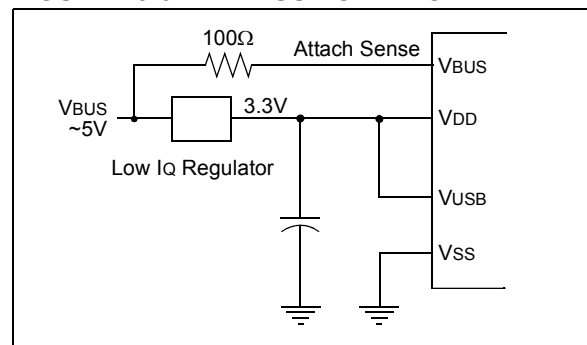 100Ω
Attach Sense
VBUS
VBUS
~5V
3.3V
VDD
Low IQ Regulator
VUSB
VSS